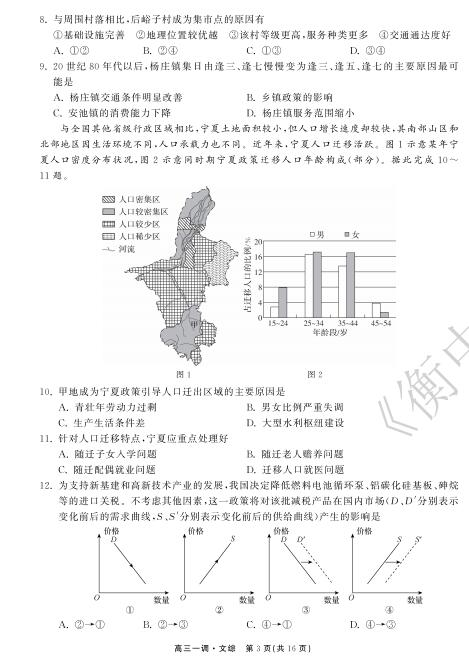 8. 与周围村落相比,后峪子村成为集市点的原因有
①基础设施完善 ②地理位置较优越 ③该村等级更高,服务种类更多 ④交通通达度好
A. ①② B. ②④ C. ①③ D. ③④
9. 20世纪80年代以后,杨庄镇集日由逢三、逢七慢慢变为逢三、逢五、逢七的主要原因最可
能是
A. 杨庄镇交通条件明显改善 B. 乡镇政策的影响
C. 安池镇的消费能力下降 D. 杨庄镇服务范围缩小
与全国其他省级行政区域相比,宁夏土地面积较小,但人口增长速度却较快,其南部山区和
北部地区因生活环境不同,人口承载力也不同。近年来,宁夏人口迁移活跃。图1示意某年宁
夏人口密度分布状况,图2示意同时期宁夏政策迁移人口年龄构成(部分)。据此完成10～
11题。
人口密集区
人口较密集区
人口较少区
人口稀少区
河流
甲
图1
占迁移人口的比例/%
男 女
20
16
12
8
4
0
15~24 25~34 35~44 45~54
年龄段/岁
图2
10. 甲地成为宁夏政策引导人口迁出区域的主要原因是
A. 青壮年劳动力过剩 B. 男女比例严重失调
C. 生产生活条件差 D. 大型水利枢纽建设
11. 针对人口迁移特点,宁夏应重点处理好
A. 随迁子女入学问题 B. 随迁老人赡养问题
C. 随迁配偶就业问题 D. 迁移人口就医问题
12. 为支持新基建和高新技术产业的发展,我国决定降低燃料电池循环泵、铝碳化硅基板、砷烷
等的进口关税。不考虑其他因素,这一政策将对该批减税产品在国内市场(D、D′分别表示
变化前后的需求曲线,S、S′分别表示变化前后的供给曲线)产生的影响是
价格 D O 数量 ①
价格 S O 数量 ②
价格 D D′ O 数量 ③
价格 S S′ O 数量 ④
A. ②→① B. ②→③ C. ④→① D. ④→③
高三一调·文综 第3页(共16页)
《衡中